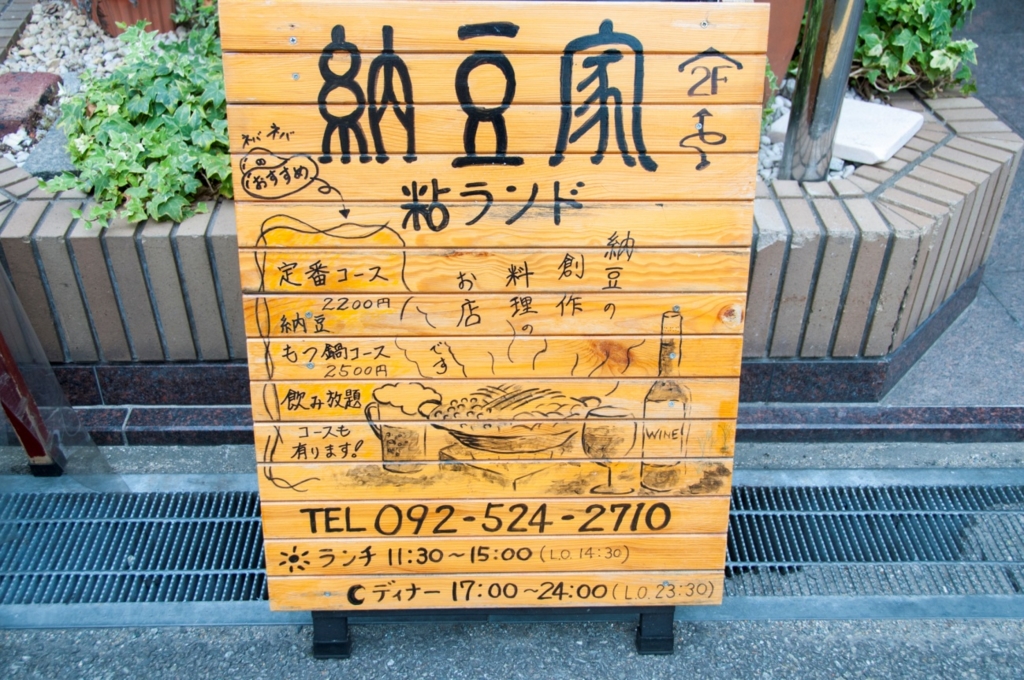 納豆家
2F
ネバネバ
おすすめ
粘ランド
定番コース
2200円
納豆
もつ鍋コース
2500円
飲み放題
コースも
有ります!
納豆の
創作
料理の
お店
です
WINE!
TEL 092-524-2710
ランチ 11:30～15:00 (L.O. 14:30)
ディナー 17:00～24:00 (L.O. 23:30)